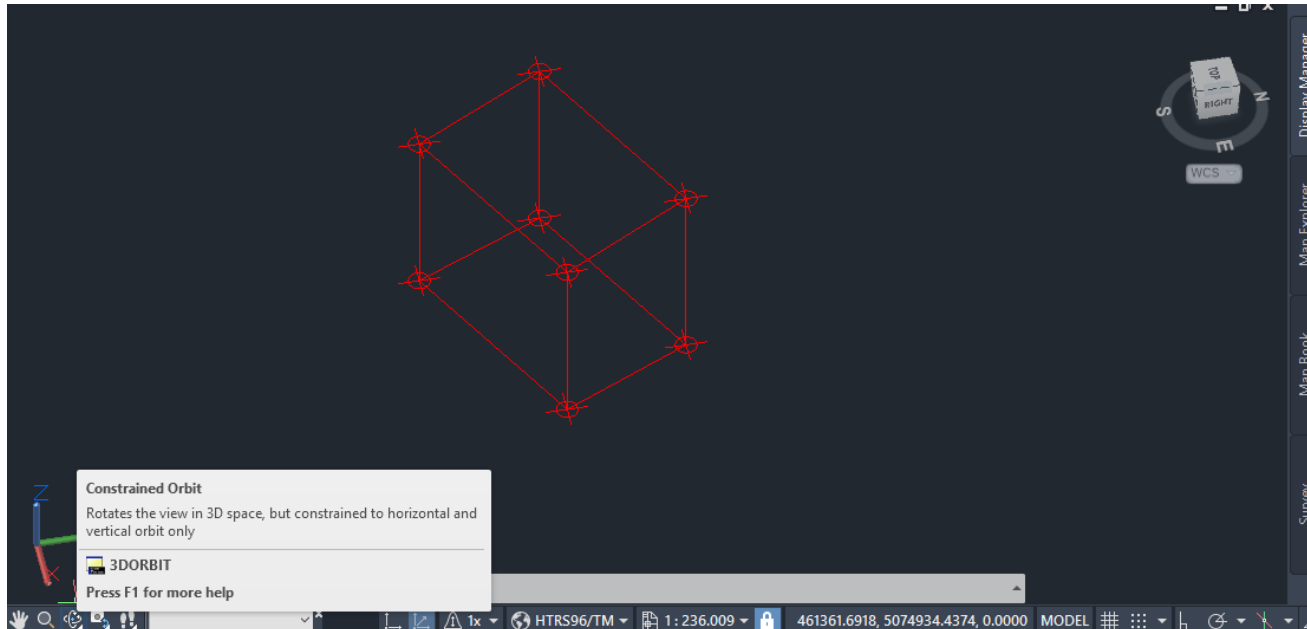 Display Manager
TOP
RIGHT
N
S
E
WCS
Map Explorer
Map Book
Survey
Z
X
Constrained Orbit
Rotates the view in 3D space, but constrained to horizontal and
vertical orbit only
3DORBIT
Press F1 for more help
1x
HTRS96/TM
1 : 236.009
461361.6918, 5074934.4374, 0.0000
MODEL